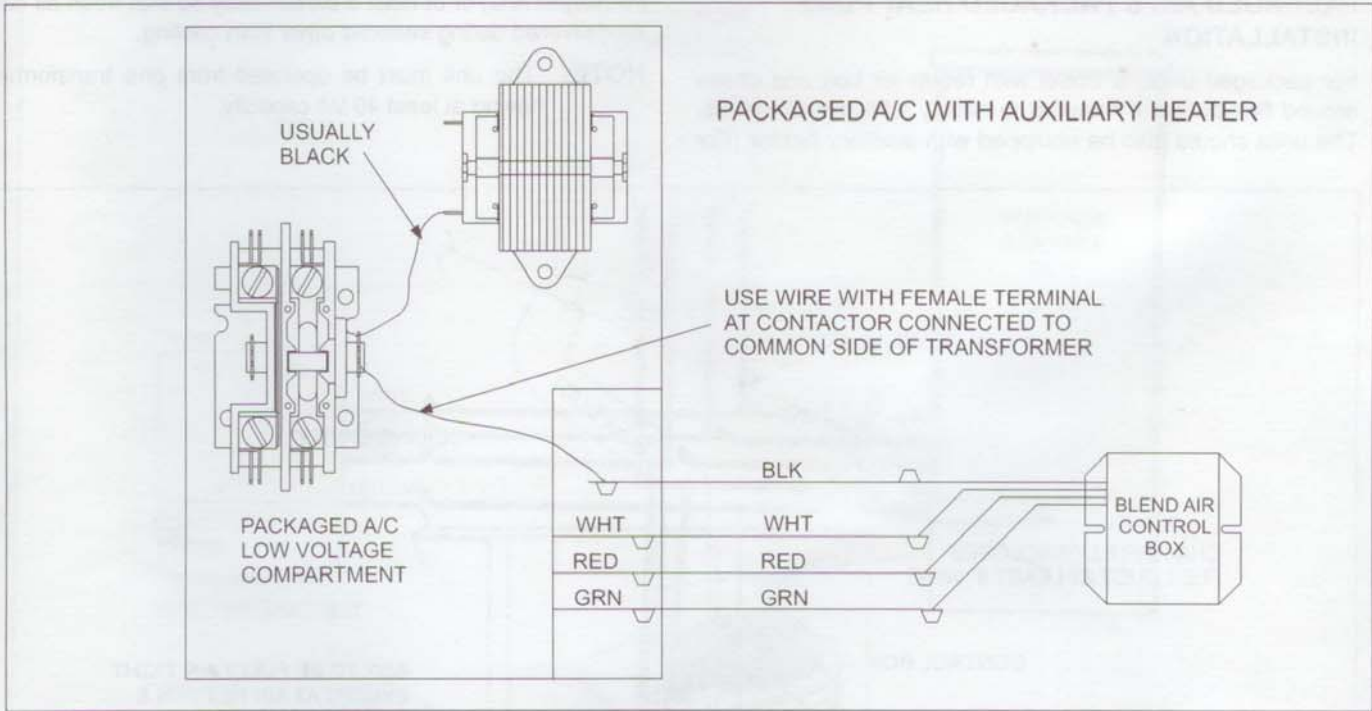 PACKAGED A/C WITH AUXILIARY HEATER
USUALLY
BLACK
USE WIRE WITH FEMALE TERMINAL
AT CONTACTOR CONNECTED TO
COMMON SIDE OF TRANSFORMER
PACKAGED A/C
LOW VOLTAGE
COMPARTMENT
BLK
WHT WHT
RED RED
GRN GRN
BLEND AIR
CONTROL
BOX